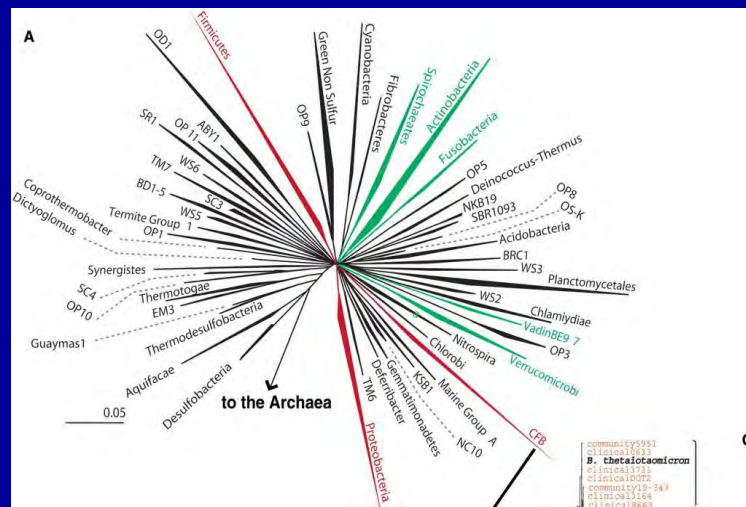 A
Firmicutes
OD1
Green Non Sulfur
Cyanobacteria
Fibrobacteres
Spirochaeates
Actinobacteria
Fusobacteria
OP9
OP5
Deinococcus-Thermus
NKB19
SBR1093
OP8
OS-K
Acidobacteria
BRC1
WS3
Planctomycetales
WS2
Chlamiydiae
VadinBE9 7
OP3
Verrucomicrobi
Nitrospira
Chlorobi
CFB
Marine Group A
KSB1
NC10
Gemmatimonadetes
Deferribacter
TM6
Proteobacteria
to the Archaea
Desulfobacteria
Aquifacae
Thermodesulfobacteria
Guaymas1
EM3
Thermotogae
OP10
SC4
Synergistes
OP1
Termite Group 1
Dictyoglomus
Coprothermobacter
WS5
SC3
BD1-5
TM7
WS6
SR1
OP 11
ABY1
0.05
community5951
B. thetaiotaomicron
clinical3731
clinicalDOT2
community19-343
clinical3164